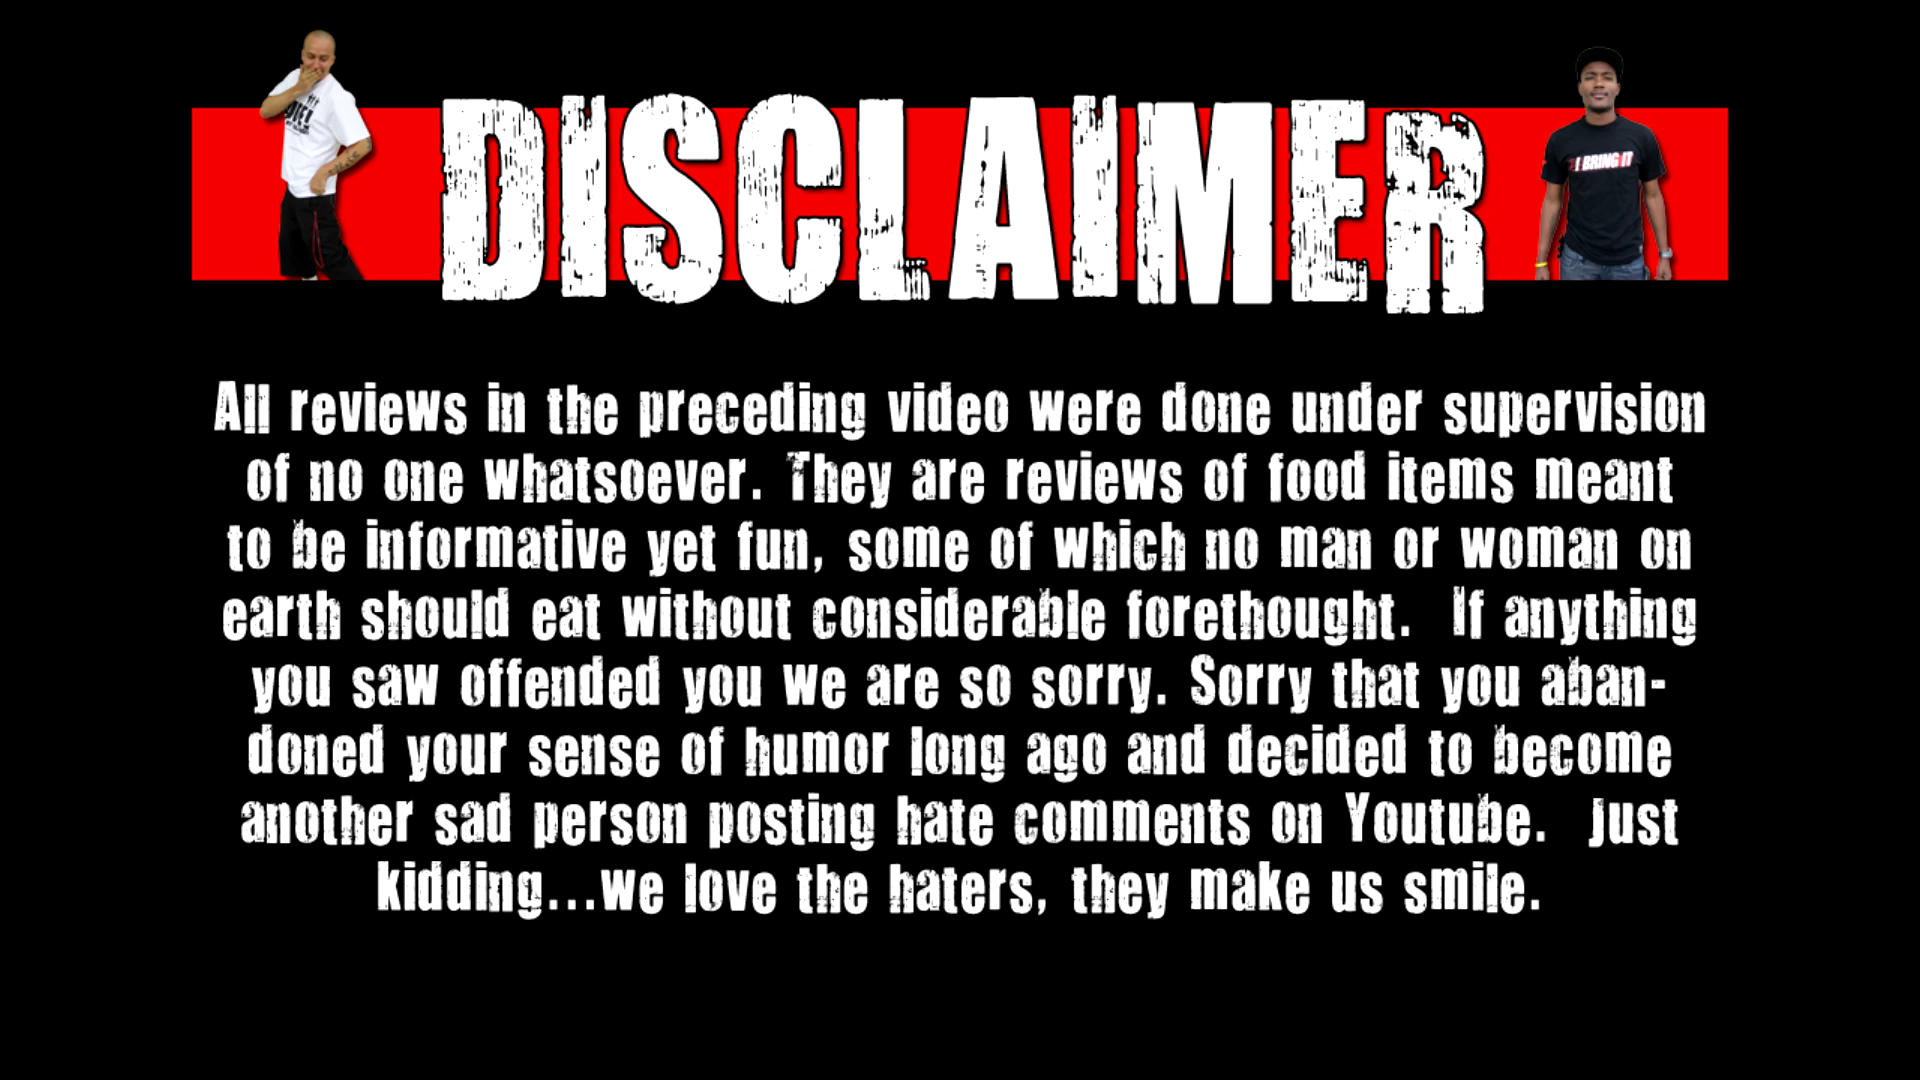 DISCLAIMER
DIET
I BRING IT
All reviews in the preceding video were done under supervision
of no one whatsoever. They are reviews of food items meant
to be informative yet fun, some of which no man or woman on
earth should eat without considerable forethought. If anything
you saw offended you we are so sorry. Sorry that you aban-
doned your sense of humor long ago and decided to become
another sad person posting hate comments on Youtube. Just
kidding...we love the haters, they make us smile.